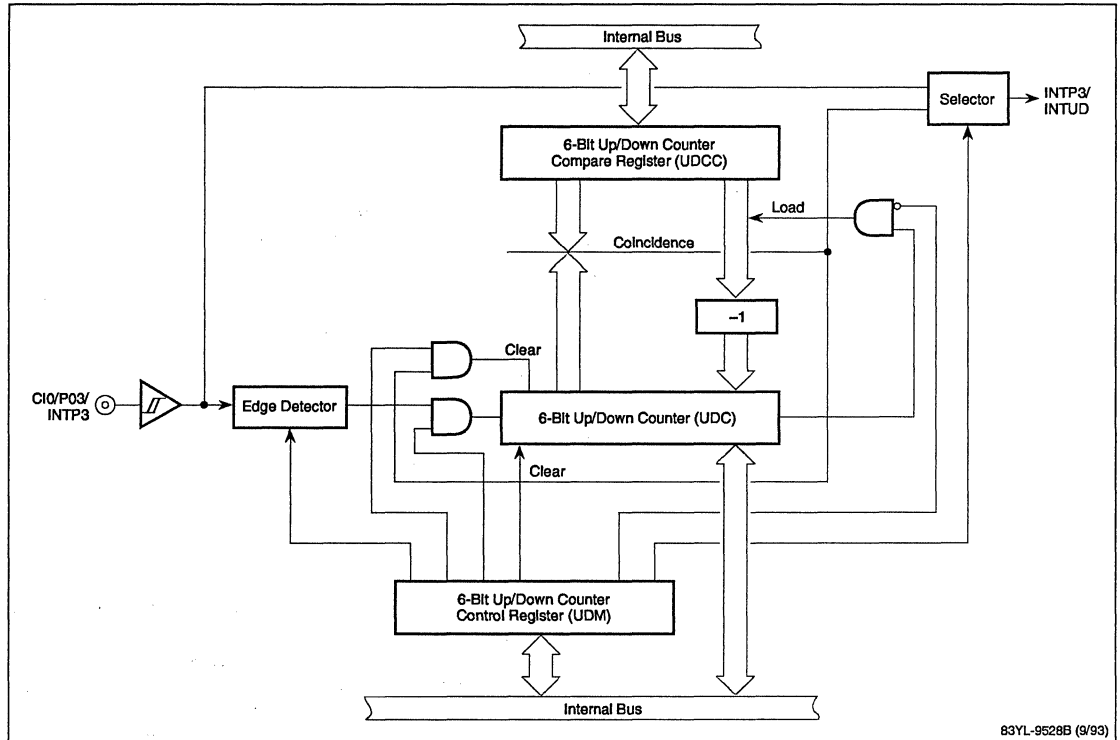 Internal Bus
Selector
INTP3/
INTUD
6-Bit Up/Down Counter
Compare Register (UDCC)
Load
Coincidence
–1
Clear
CI0/P03/
INTP3
Edge Detector
6-Bit Up/Down Counter (UDC)
Clear
6-Bit Up/Down Counter
Control Register (UDM)
Internal Bus
83YL-9528B (9/93)